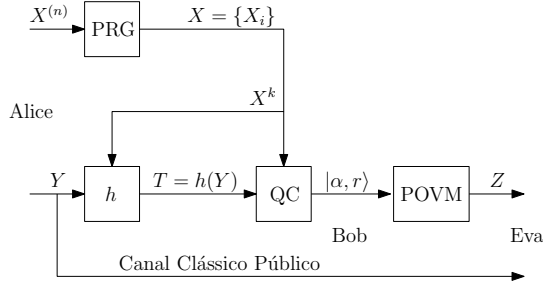 X^{(n)} PRG X = {X_i}
X^k
Alice
Y h T = h(Y) QC |α, r⟩ POVM Z
Bob Eva
Canal Clássico Público